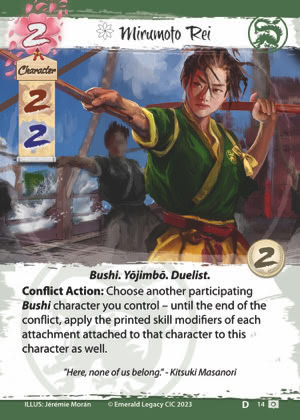 2
Mirumoto Rei
Character
2
2
2
Bushi. Yōjimbō. Duelist.
Conflict Action: Choose another participating
Bushi character you control – until the end of the
conflict, apply the printed skill modifiers of each
attachment attached to that character to this
character as well.
"Here, none of us belong." - Kitsuki Masanori
ILLUS: Jérémie Morán © Emerald Legacy CIC 2023 D 14